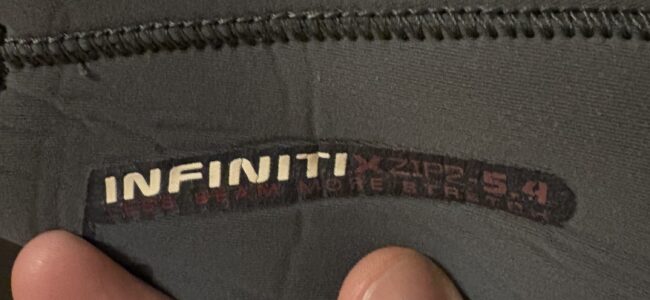 INFINITI XZIP2 5.4
LESS SEAM MORE STRETCH